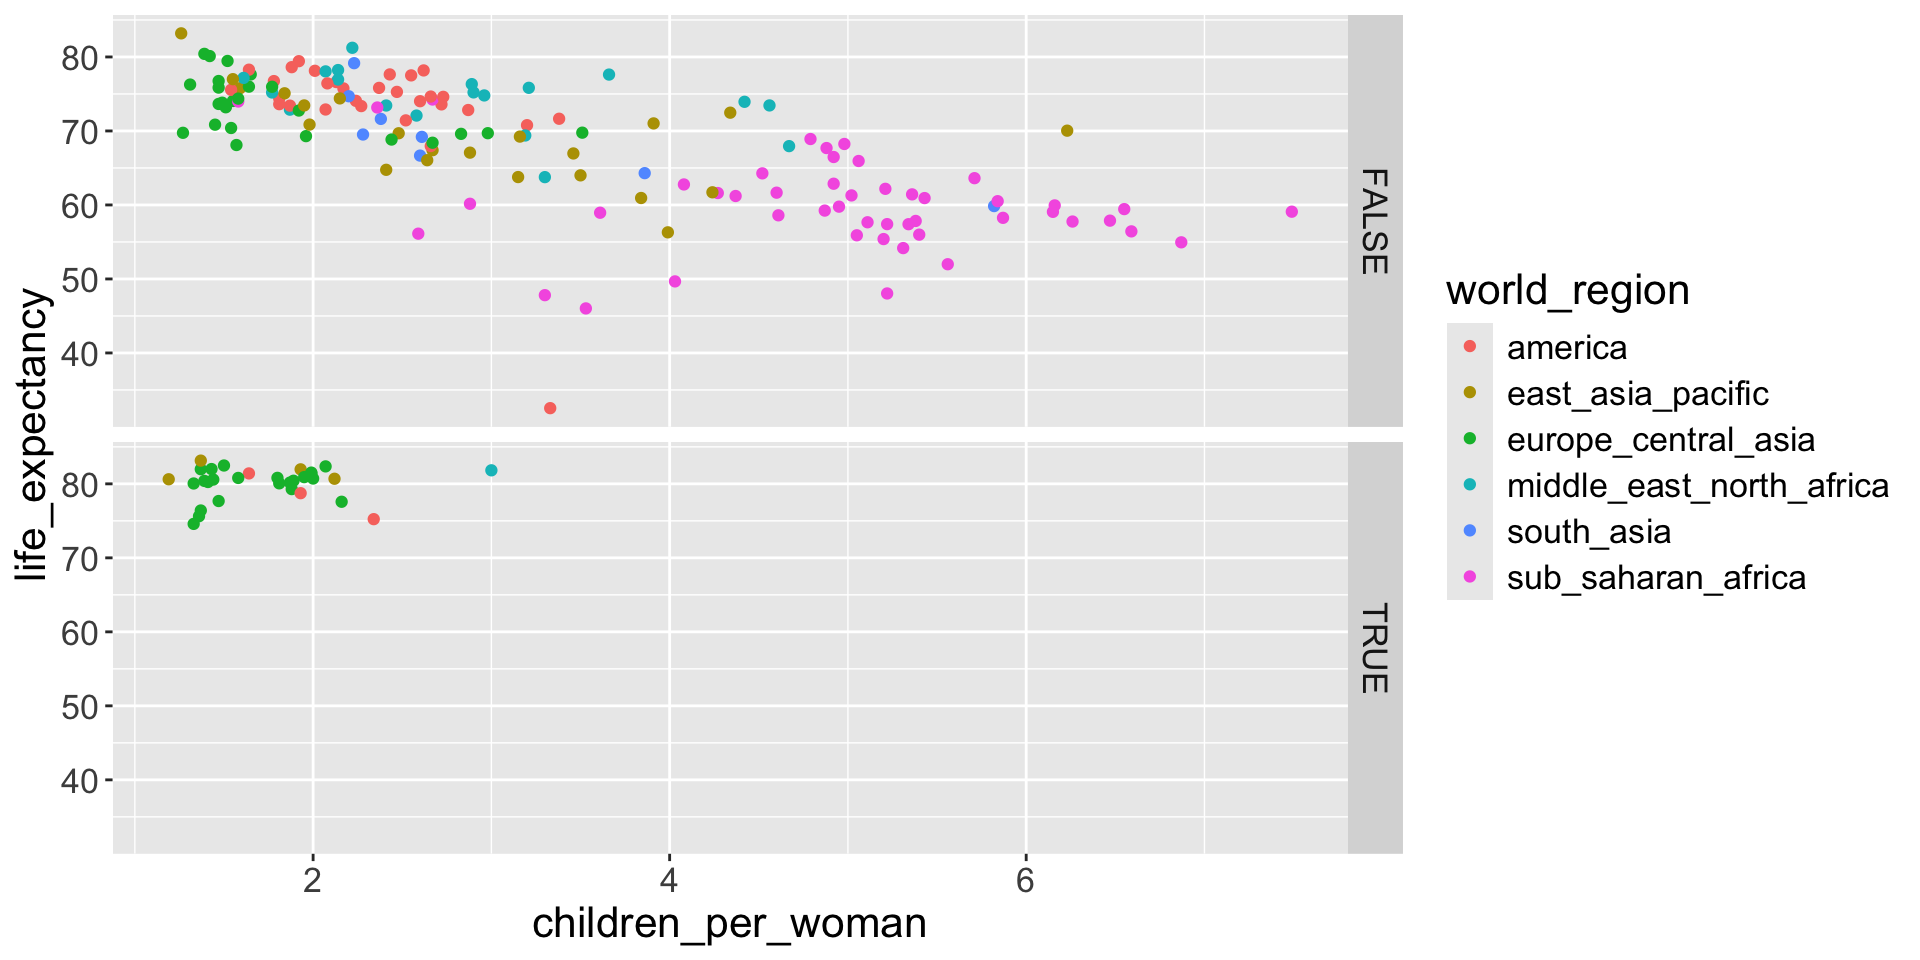 life_expectancy
80
70
60
50
40
FALSE
80
70
60
50
40
TRUE
2
4
6
children_per_woman
world_region
america
east_asia_pacific
europe_central_asia
middle_east_north_africa
south_asia
sub_saharan_africa